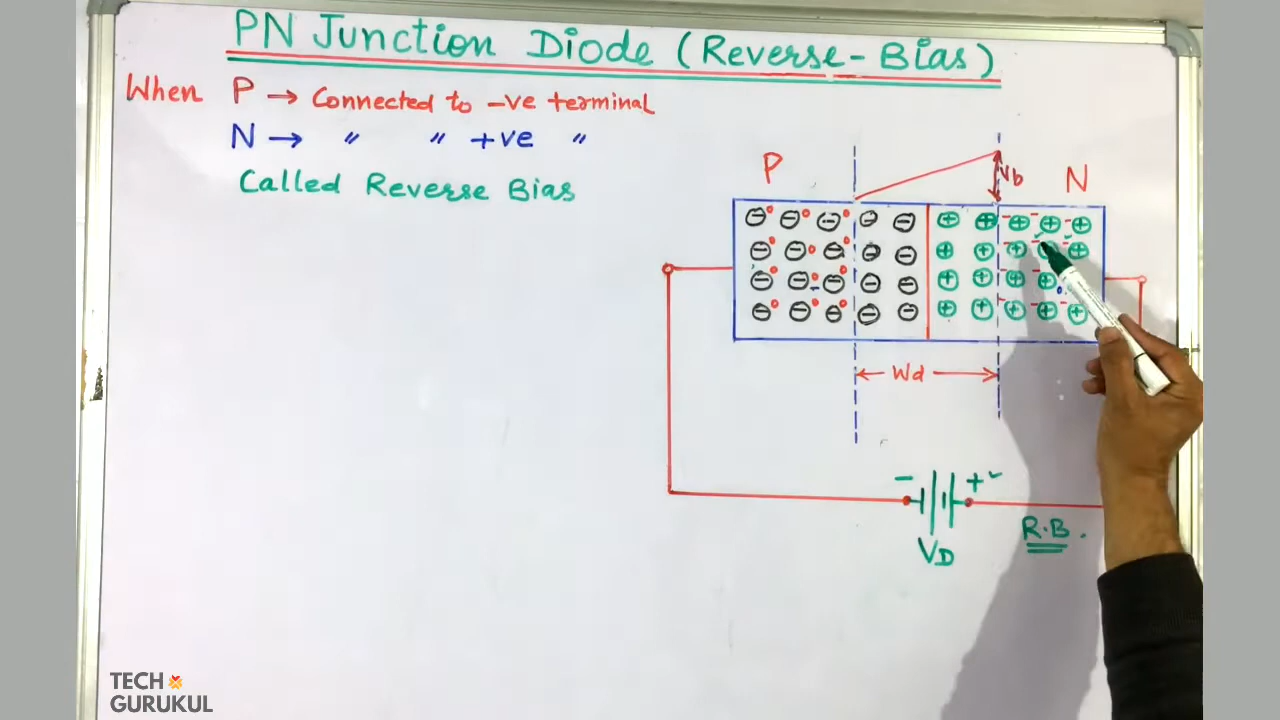 PN Junction Diode (Reverse-Bias)
When P → Connected to -ve terminal
N → " " +ve "
Called Reverse Bias
P
Vb
N
Wd
- +
VD
R.B.
TECH
GURUKUL